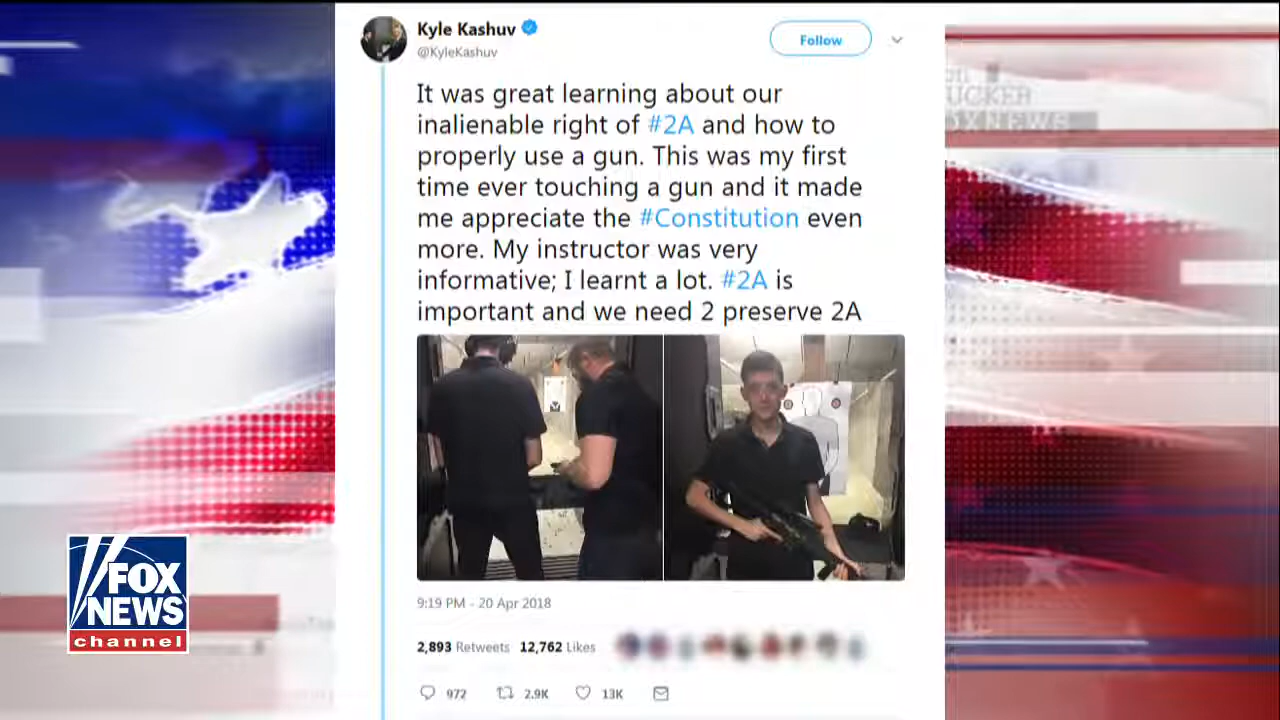 Kyle Kashuv
@KyleKashuv
Follow
It was great learning about our
inalienable right of #2A and how to
properly use a gun. This was my first
time ever touching a gun and it made
me appreciate the #Constitution even
more. My instructor was very
informative; I learnt a lot. #2A is
important and we need 2 preserve 2A
9:19 PM - 20 Apr 2018
2,893 Retweets 12,762 Likes
972 2.9K 13K
UCKER
OXNEWS
FOX
NEWS
channel